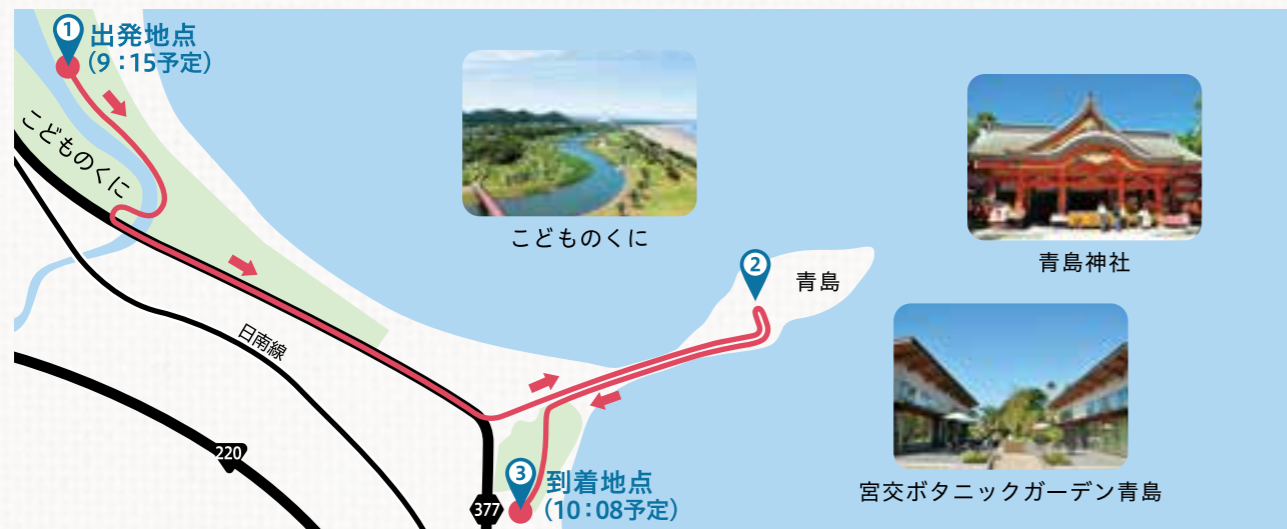 1
出発地点
(9:15予定)
こどものくに
こどものくに
青島神社
2
青島
日南線
宮交ボタニックガーデン青島
220
377
3
到着地点
(10:08予定)